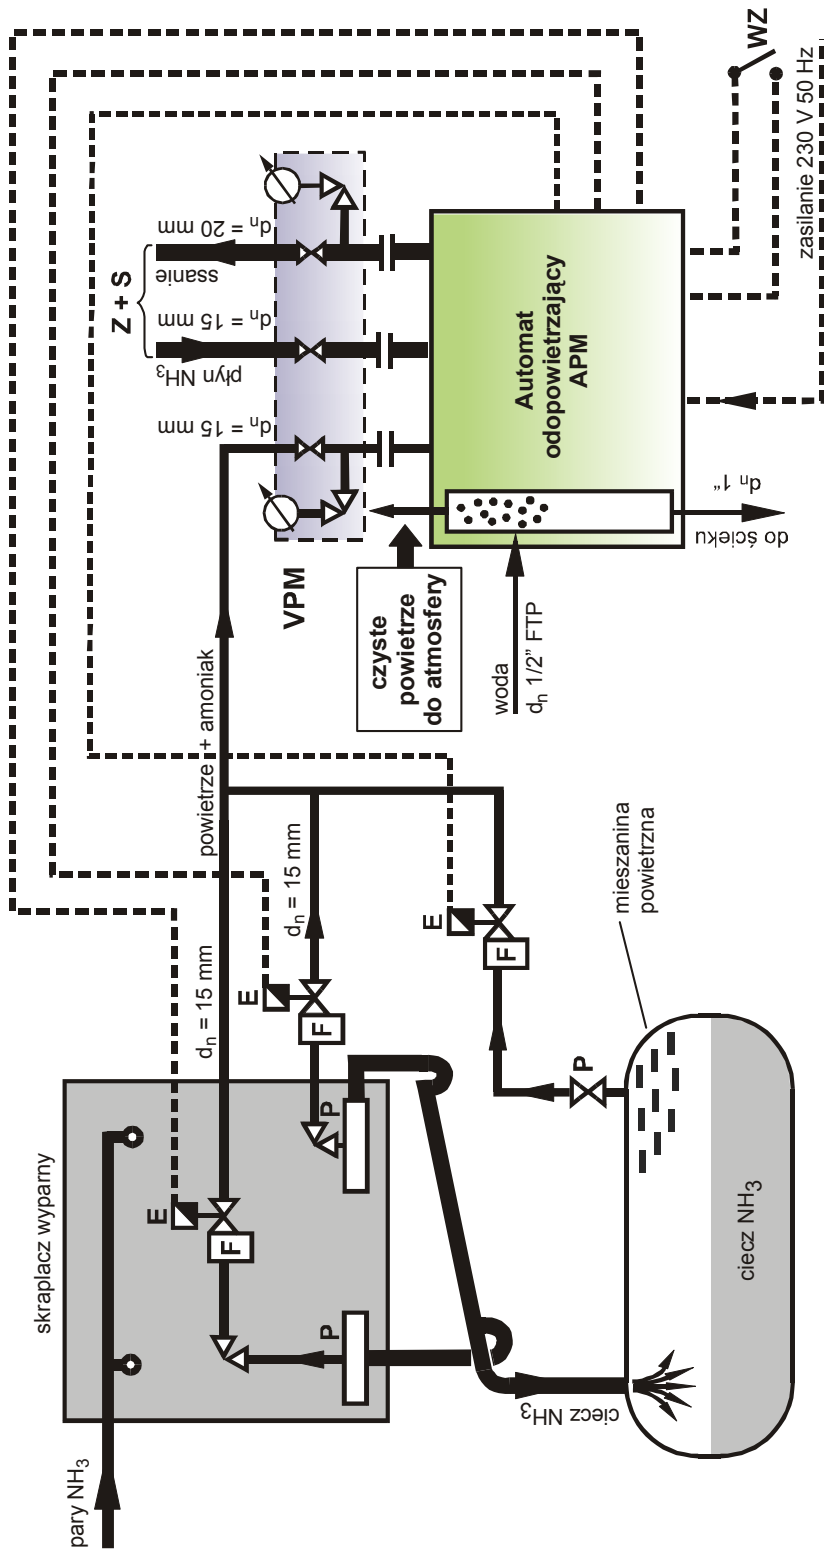 pary NH3
skraplacz wyparny
E
F
P
E
F
P
dn = 15 mm
dn = 15 mm
powietrze + amoniak
ciecz NH3
ciecz NH3
mieszanina
powietrzna
P
E
F
VPM
dn = 15 mm
płyn NH3
dn = 15 mm
ssanie
dn = 20 mm
Z + S
czyste
powietrze
do atmosfery
woda
dn 1/2” FTP
Automat
odopowietrzający
APM
do ścieku
dn 1”
zasilanie 230 V 50 Hz
WZ